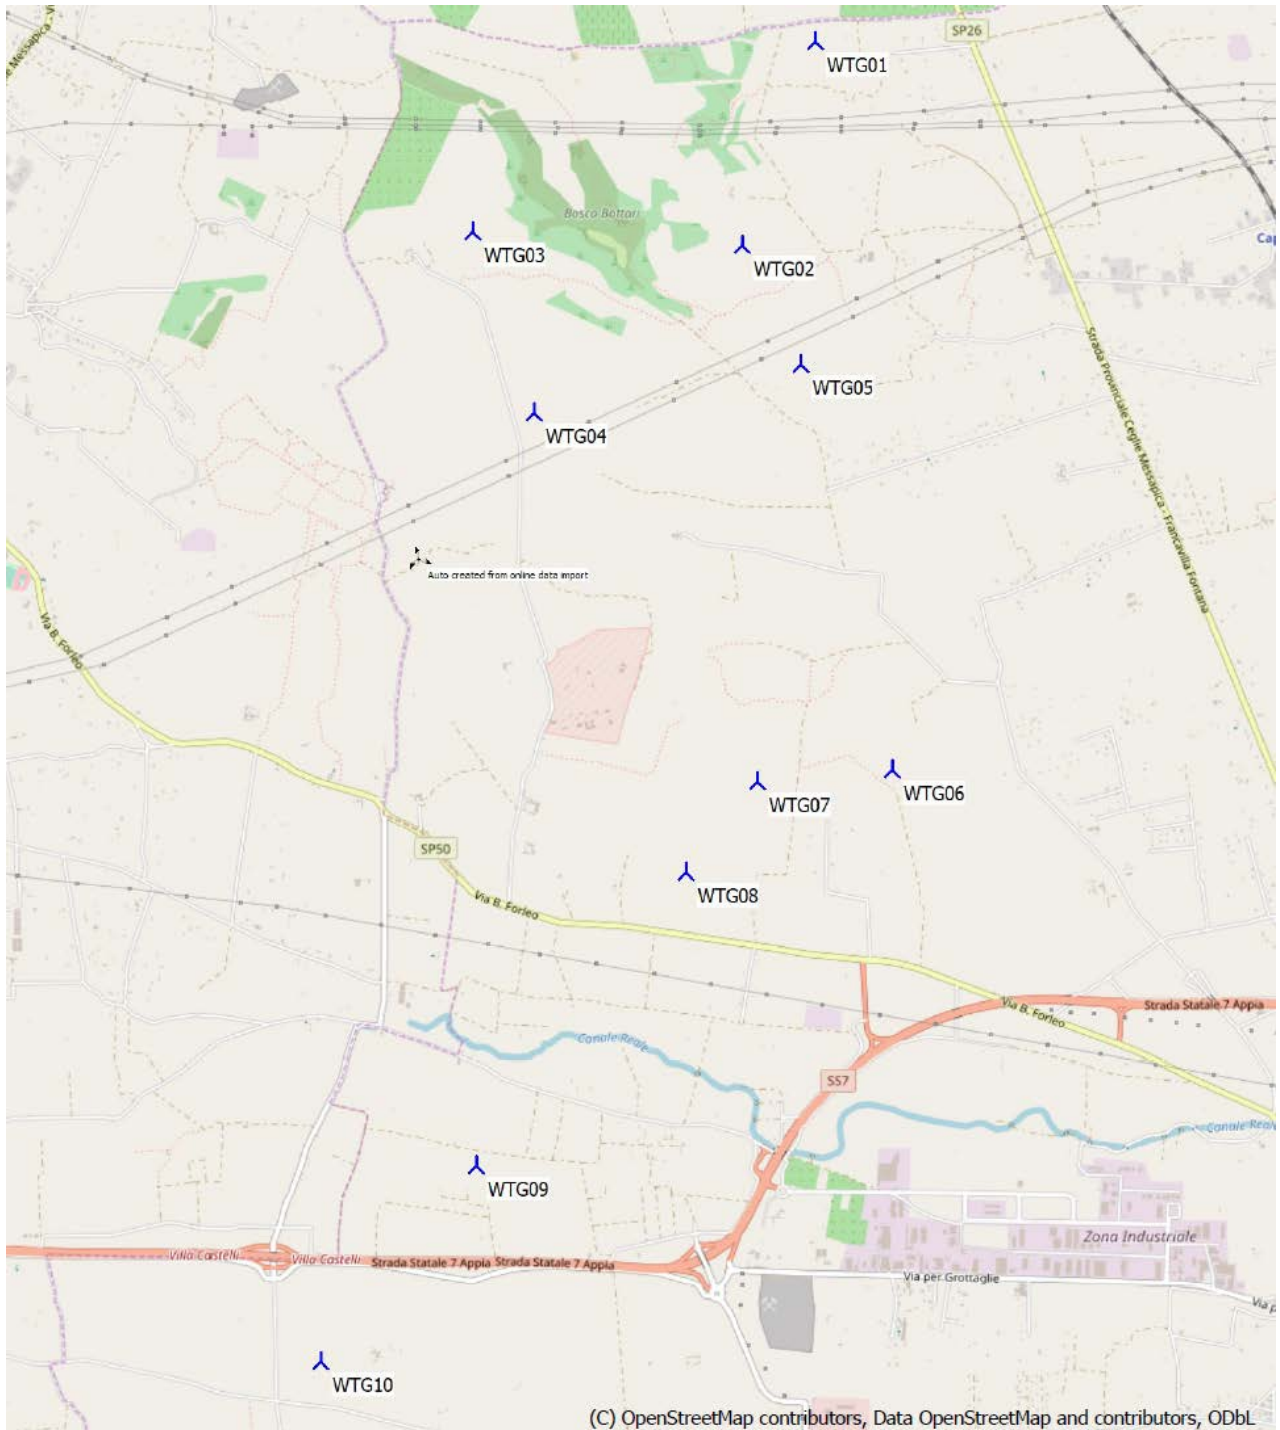 SP26
WTG01
e Messapica - V
Bosco Bottari
WTG03
WTG02
Cap
WTG05
Strada Provinciale Ceglie Messapica - Francavilla Fontana
WTG04
Auto created from online data import
Via B. Forleo
WTG06
WTG07
SP50
WTG08
Via B. Forleo
Via B. Forleo
Strada Statale 7 Appia
Canale Reale
SS7
Canale Reale
WTG09
Zona Industriale
Villa Castelli
Villa Castelli
Strada Statale 7 Appia
Strada Statale 7 Appia
Via per Grottaglie
Via p
WTG10
(C) OpenStreetMap contributors, Data OpenStreetMap and contributors, ODbL